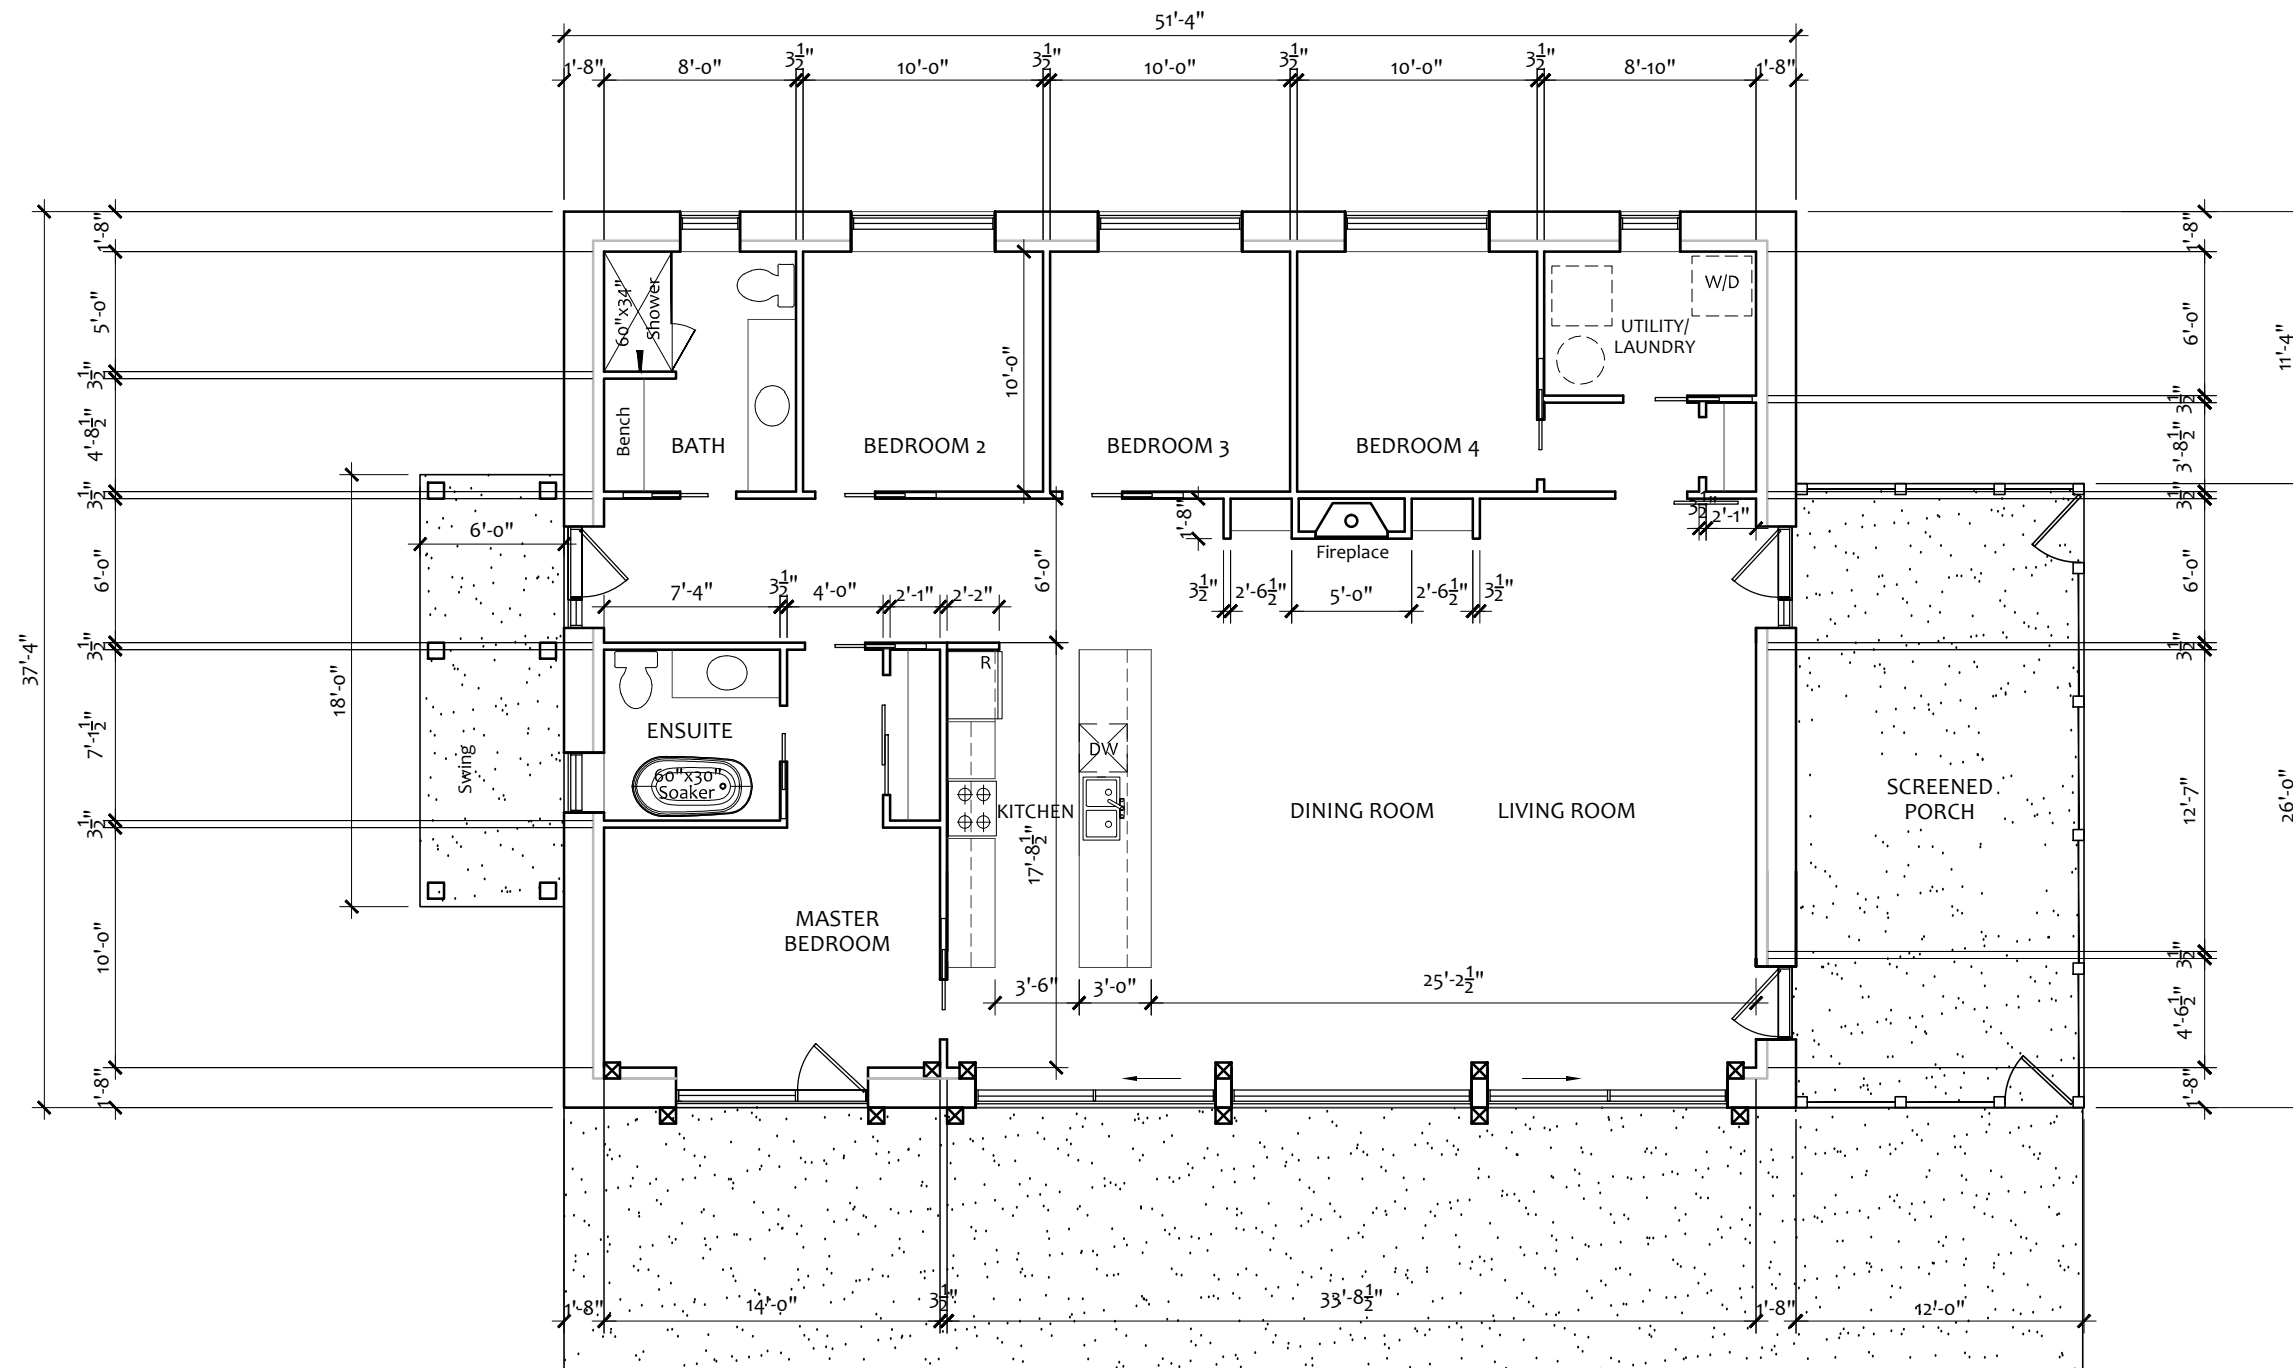 51'-4"
1'-8"
8'-0"
3½"
10'-0"
3½"
10'-0"
3½"
10'-0"
3½"
8'-10"
1'-8"
1'-8"
5'-0"
3½"
4'-8½"
3½"
6'-0"
3½"
7'-1½"
3½"
10'-0"
1'-8"
37'-4"
18'-0"
6'-0"
Swing
60"x34"
Shower
Bench
BATH
BEDROOM 2
10'-0"
BEDROOM 3
BEDROOM 4
W/D
UTILITY/
LAUNDRY
3½"
2'-1"
1'-8"
Fireplace
3½"
2'-6½"
5'-0"
2'-6½"
3½"
6'-0"
7'-4"
3½"
4'-0"
2'-1"
2'-2"
R
ENSUITE
60"x30"
Soaker
DW
KITCHEN
17'-8½"
DINING ROOM
LIVING ROOM
SCREENED
PORCH
MASTER
BEDROOM
3'-6"
3'-0"
25'-2½"
1'-8"
6'-0"
3½"
3'-8½"
3½"
6'-0"
3½"
12'-7"
3½"
4'-6½"
1'-8"
11'-4"
26'-0"
1'-8"
14'-0"
3½"
33'-8½"
1'-8"
12'-0"